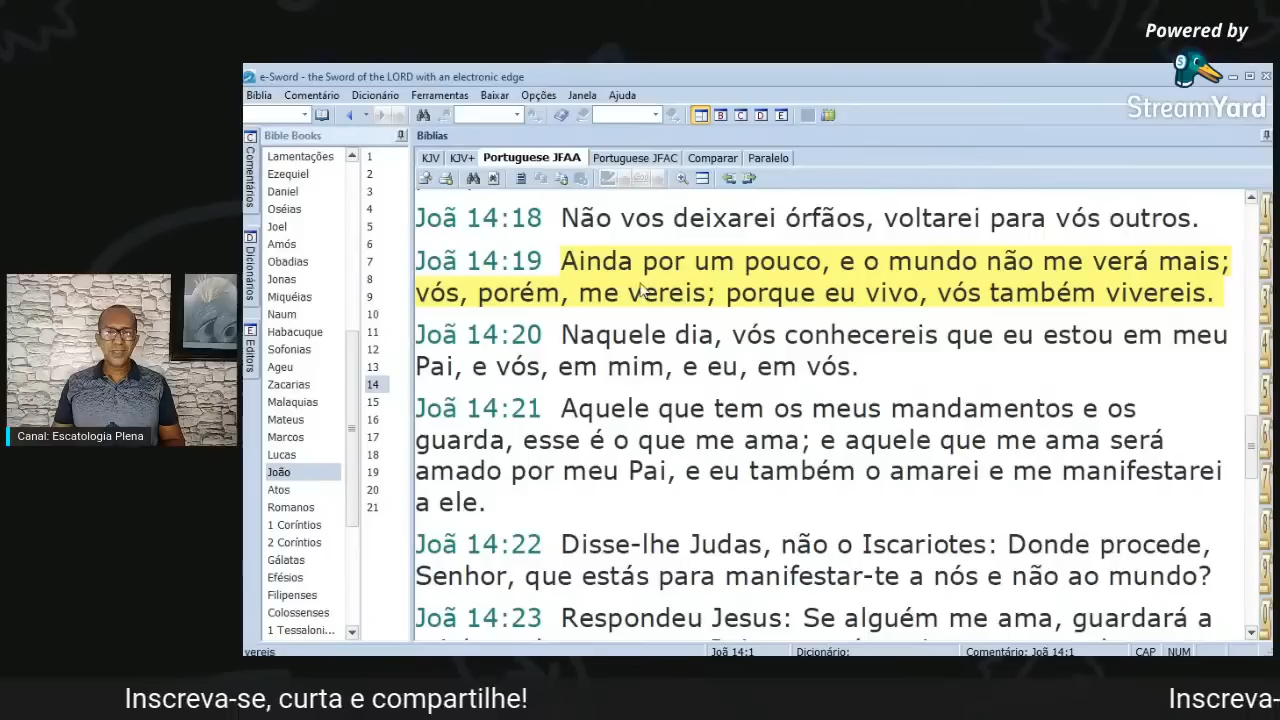 Powered by
StreamYard
e-Sword - the Sword of the LORD with an electronic edge
Bíblia Comentário Dicionário Ferramentas Baixar Opções Janela Ajuda
B C D E
Bible Books
Bíblias
KJV KJV+ Portuguese JFAA Portuguese JFAC Comparar Paralelo
Comentários
Dicionários
Editors
Lamentações 1
Ezequiel 2
Daniel 3
Oséias 4
Joel 5
Amós 6
Obadias 7
Jonas 8
Miquéias 9
Naum 10
Habacuque 11
Sofonias 12
Ageu 13
Zacarias 14
Malaquias 15
Mateus 16
Marcos 17
Lucas 18
João 19
Atos 20
Romanos 21
1 Coríntios
2 Coríntios
Gálatas
Efésios
Filipenses
Colossenses
1 Tessaloni...
Joã 14:18 Não vos deixarei órfãos, voltarei para vós outros.
Joã 14:19 Ainda por um pouco, e o mundo não me verá mais;
vós, porém, me vereis; porque eu vivo, vós também vivereis.
Joã 14:20 Naquele dia, vós conhecereis que eu estou em meu
Pai, e vós, em mim, e eu, em vós.
Joã 14:21 Aquele que tem os meus mandamentos e os
guarda, esse é o que me ama; e aquele que me ama será
amado por meu Pai, e eu também o amarei e me manifestarei
a ele.
Joã 14:22 Disse-lhe Judas, não o Iscariotes: Donde procede,
Senhor, que estás para manifestar-te a nós e não ao mundo?
Joã 14:23 Respondeu Jesus: Se alguém me ama, guardará a
vereis Joã 14:1 Dicionário: Comentário: Joã 14:1 CAP NUM
Canal: Escatologia Plena
Inscreva-se, curta e compartilhe! Inscreva-